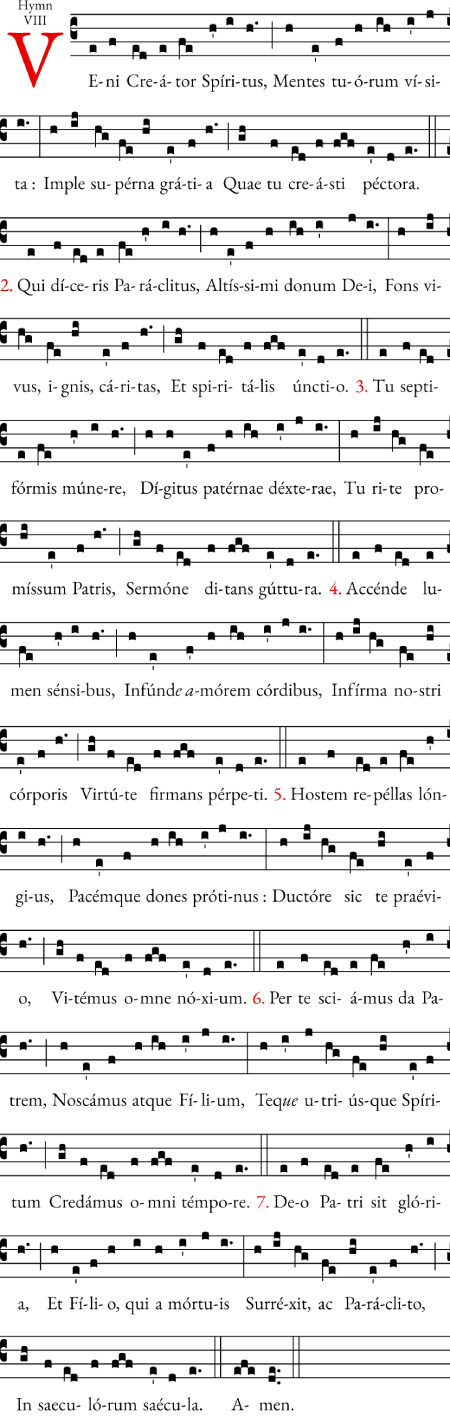 Hymn
VIII
VE-ni Cre-á-tor Spí-ri-tus, Mentes tu-ó-rum ví-si-
ta : Imple su-pérna grá-ti-a Quae tu cre-á-sti péctora.
2. Qui dí-ce-ris Pa-rá-clitus, Altís-si-mi donum De-i, Fons vi-
vus, i-gnis, cá-ri-tas, Et spi-ri-tá-lis úncti-o. 3. Tu septi-
fórmis múne-re, Dí-gitus patérnae déxte-rae, Tu ri-te pro-
míssum Patris, Sermóne di-tans gúttu-ra. 4. Accénde lu-
men sénsi-bus, Infúnde a-mórem córdibus, Infírma no-stri
córporis Virtú-te firmans pérpe-ti. 5. Hostem re-péllas lón-
gi-us, Pacémque dones próti-nus : Ductóre sic te praévi-
o, Vi-témus o-mne nó-xi-um. 6. Per te sci-á-mus da Pa-
trem, Noscámus atque Fí-li-um, Teque u-tri-ús-que Spíri-
tum Credámus o-mni témpo-re. 7. De-o Pa-tri sit gló-ri-
a, Et Fí-li-o, qui a mórtu-is Surré-xit, ac Pa-rá-cli-to,
In saecu-ló-rum saécu-la. A-men.